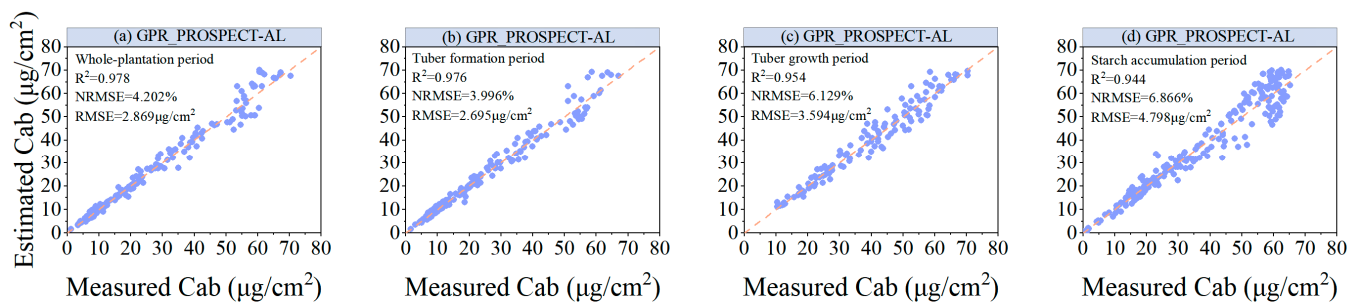 (a) GPR_PROSPECT-AL
(b) GPR_PROSPECT-AL
(c) GPR_PROSPECT-AL
(d) GPR_PROSPECT-AL
Estimated Cab (μg/cm²)
80
70
60
50
40
30
20
10
0
Whole-plantation period
R²=0.978
NRMSE=4.202%
RMSE=2.869μg/cm²
0 10 20 30 40 50 60 70 80
Measured Cab (μg/cm²)
80
70
60
50
40
30
20
10
0
Tuber formation period
R²=0.976
NRMSE=3.996%
RMSE=2.695μg/cm²
0 10 20 30 40 50 60 70 80
Measured Cab (μg/cm²)
80
70
60
50
40
30
20
10
0
Tuber growth period
R²=0.954
NRMSE=6.129%
RMSE=3.594μg/cm²
0 10 20 30 40 50 60 70 80
Measured Cab (μg/cm²)
80
70
60
50
40
30
20
10
0
Starch accumulation period
R²=0.944
NRMSE=6.866%
RMSE=4.798μg/cm²
0 10 20 30 40 50 60 70 80
Measured Cab (μg/cm²)